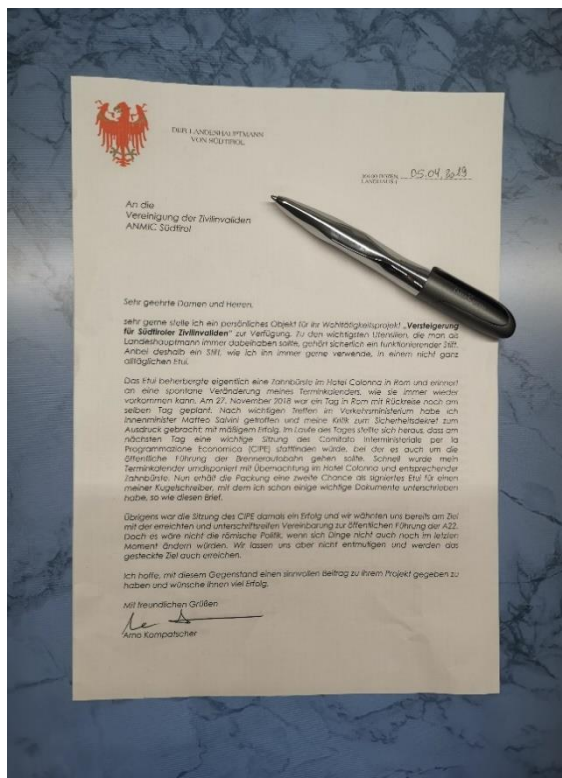 DER LANDESHAUPTMANN
VON SÜDTIROL
39100 BOZEN, 05.04.2019
LANDHAUS 1
An die
Vereinigung der Zivilinvaliden
ANMIC Südtirol
Sehr geehrte Damen und Herren,
sehr gerne stelle ich ein persönliches Objekt für ihr Wohltätigkeitsprojekt „Versteigerung
für Südtiroler Zivilinvaliden“ zur Verfügung. Zu den wichtigsten Utensilien, die man als
Landeshauptmann immer dabeihaben sollte, gehört sicherlich ein funktionierender Stift.
Anbei deshalb ein Stift, wie ich ihn immer gerne verwende, in einem nicht ganz
alltäglichen Etui.
Das Etui beherbergte eigentlich eine Zahnbürste im Hotel Colonna in Rom und erinnert
an eine spontane Veränderung meines Terminkalenders, wie sie immer wieder
vorkommen kann. Am 27. November 2018 war ein Tag in Rom mit Rückreise noch am
selben Tag geplant. Nach wichtigen Treffen im Verkehrsministerium habe ich
Innenminister Matteo Salvini getroffen und meine Kritik zum Sicherheitsdekret zum
Ausdruck gebracht; mit mäßigem Erfolg. Im Laufe des Tages stellte sich heraus, dass am
nächsten Tag eine wichtige Sitzung des Comitato Interministeriale per la
Programmazione Economica (CIPE) stattfinden würde, bei der es auch um die
öffentliche Führung der Brennerautobahn gehen sollte. Schnell wurde mein
Terminkalender umdisponiert mit Übernachtung im Hotel Colonna und entsprechender
Zahnbürste. Nun erhält die Packung eine zweite Chance als signiertes Etui für einen
meiner Kugelschreiber, mit dem ich schon einige wichtige Dokumente unterschrieben
habe, so wie diesen Brief.
Übrigens war die Sitzung des CIPE damals ein Erfolg und wir wähnten uns bereits am Ziel
mit der erreichten und unterschriftsreifen Vereinbarung zur öffentlichen Führung der A22.
Doch es wäre nicht die römische Politik, wenn sich Dinge nicht auch noch im letzten
Moment ändern würden. Wir lassen uns aber nicht entmutigen und werden das
gesteckte Ziel auch erreichen.
Ich hoffe, mit diesem Gegenstand einen sinnvollen Beitrag zu ihrem Projekt gegeben zu
haben und wünsche ihnen viel Erfolg.
Mit freundlichen Grüßen
Arno Kompatscher